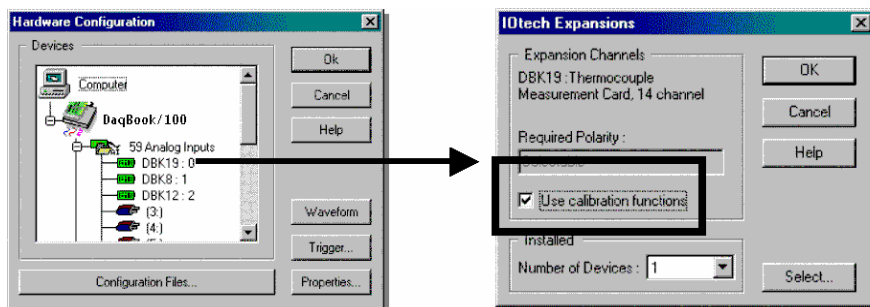 Hardware Configuration
Devices
Computer
DaqBook/100
59 Analog Inputs
DBK19 : 0
DBK8 : 1
DBK12 : 2
(3:)
(4:)
Ok
Cancel
Help
Waveform
Trigger...
Configuration Files...
Properties...
IOtech Expansions
Expansion Channels
DBK19 : Thermocouple
Measurement Card, 14 channel
Required Polarity :
Use calibration functions
Installed
Number of Devices : 1
OK
Cancel
Help
Select...